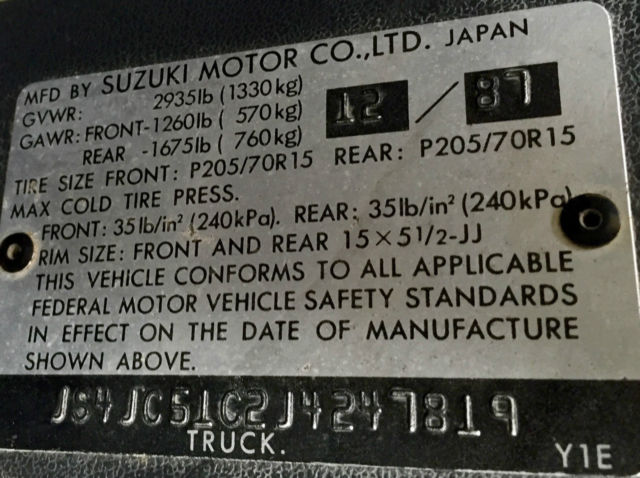 MFD BY SUZUKI MOTOR CO.,LTD. JAPAN
GVWR: 2935lb (1330kg) 12 / 87
GAWR: FRONT-1260lb ( 570kg)
REAR -1675lb ( 760kg)
TIRE SIZE FRONT: P205/70R15 REAR: P205/70R15
MAX COLD TIRE PRESS.
FRONT: 35lb/in² (240kPa). REAR: 35lb/in² (240kPa)
RIM SIZE: FRONT AND REAR 15×5 1/2-JJ
THIS VEHICLE CONFORMS TO ALL APPLICABLE
FEDERAL MOTOR VEHICLE SAFETY STANDARDS
IN EFFECT ON THE DATE OF MANUFACTURE
SHOWN ABOVE.
JS4JC51C2J4247819
TRUCK. Y1E